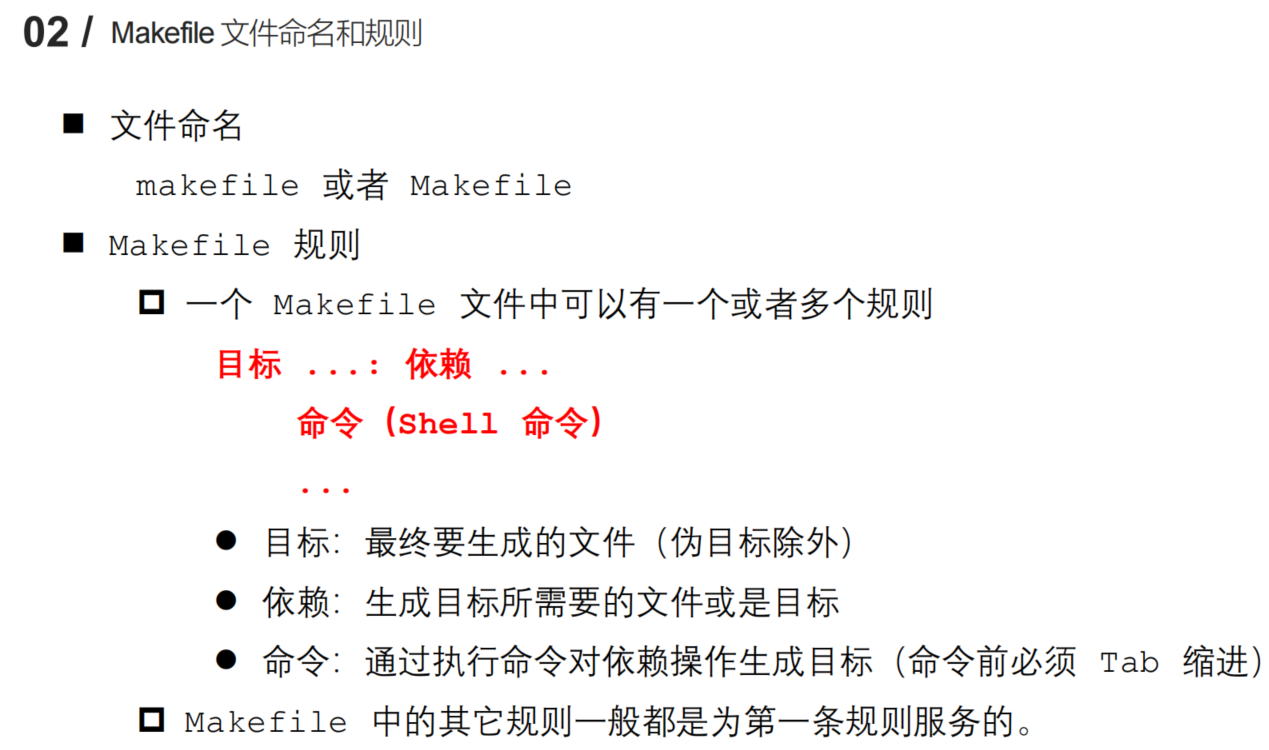 02 / Makefile 文件命名和规则
■ 文件命名
makefile 或者 Makefile
■ Makefile 规则
一个 Makefile 文件中可以有一个或者多个规则
目标 ...: 依赖 ...
命令（Shell 命令）
...
● 目标：最终要生成的文件（伪目标除外）
● 依赖：生成目标所需要的文件或是目标
● 命令：通过执行命令对依赖操作生成目标（命令前必须 Tab 缩进）
Makefile 中的其它规则一般都是为第一条规则服务的。